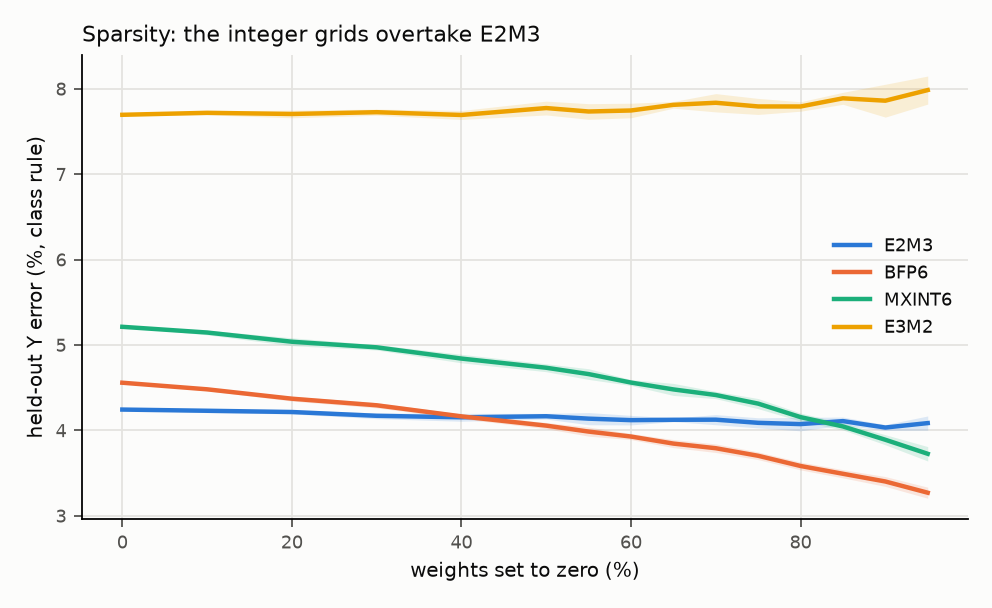 Sparsity: the integer grids overtake E2M3
held-out Y error (%, class rule)
8
7
6
5
4
3
E2M3
BFP6
MXINT6
E3M2
0 20 40 60 80
weights set to zero (%)